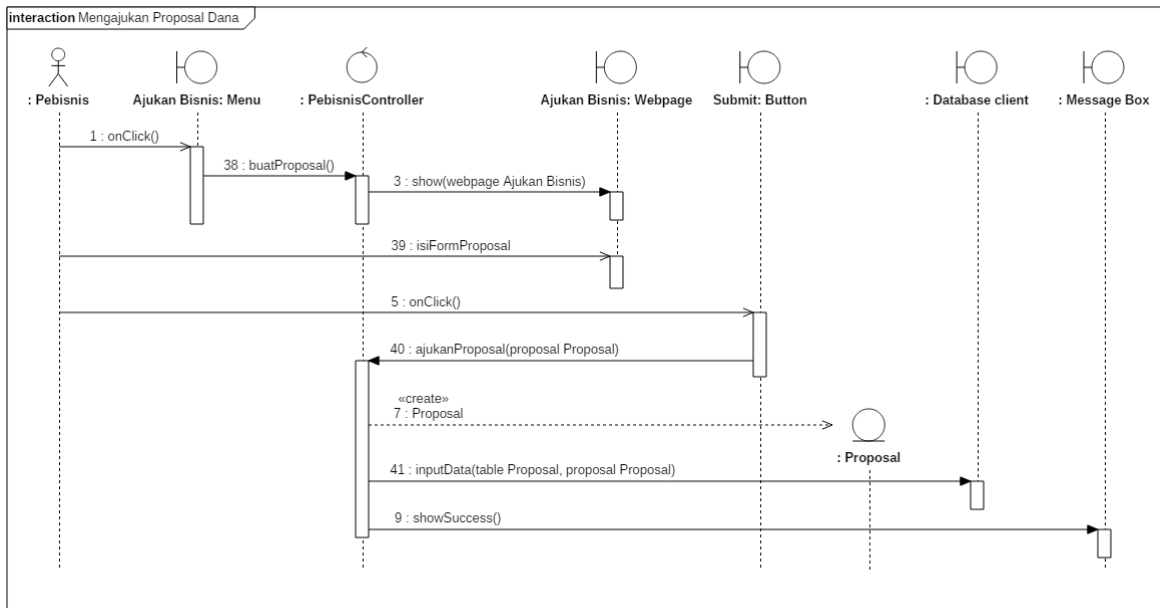 interaction Mengajukan Proposal Dana
: Pebisnis
Ajukan Bisnis: Menu
: PebisnisController
Ajukan Bisnis: Webpage
Submit: Button
: Database client
: Message Box
1 : onClick()
38 : buatProposal()
3 : show(webpage Ajukan Bisnis)
39 : isiFormProposal
5 : onClick()
40 : ajukanProposal(proposal Proposal)
«create»
7 : Proposal
: Proposal
41 : inputData(table Proposal, proposal Proposal)
9 : showSuccess()